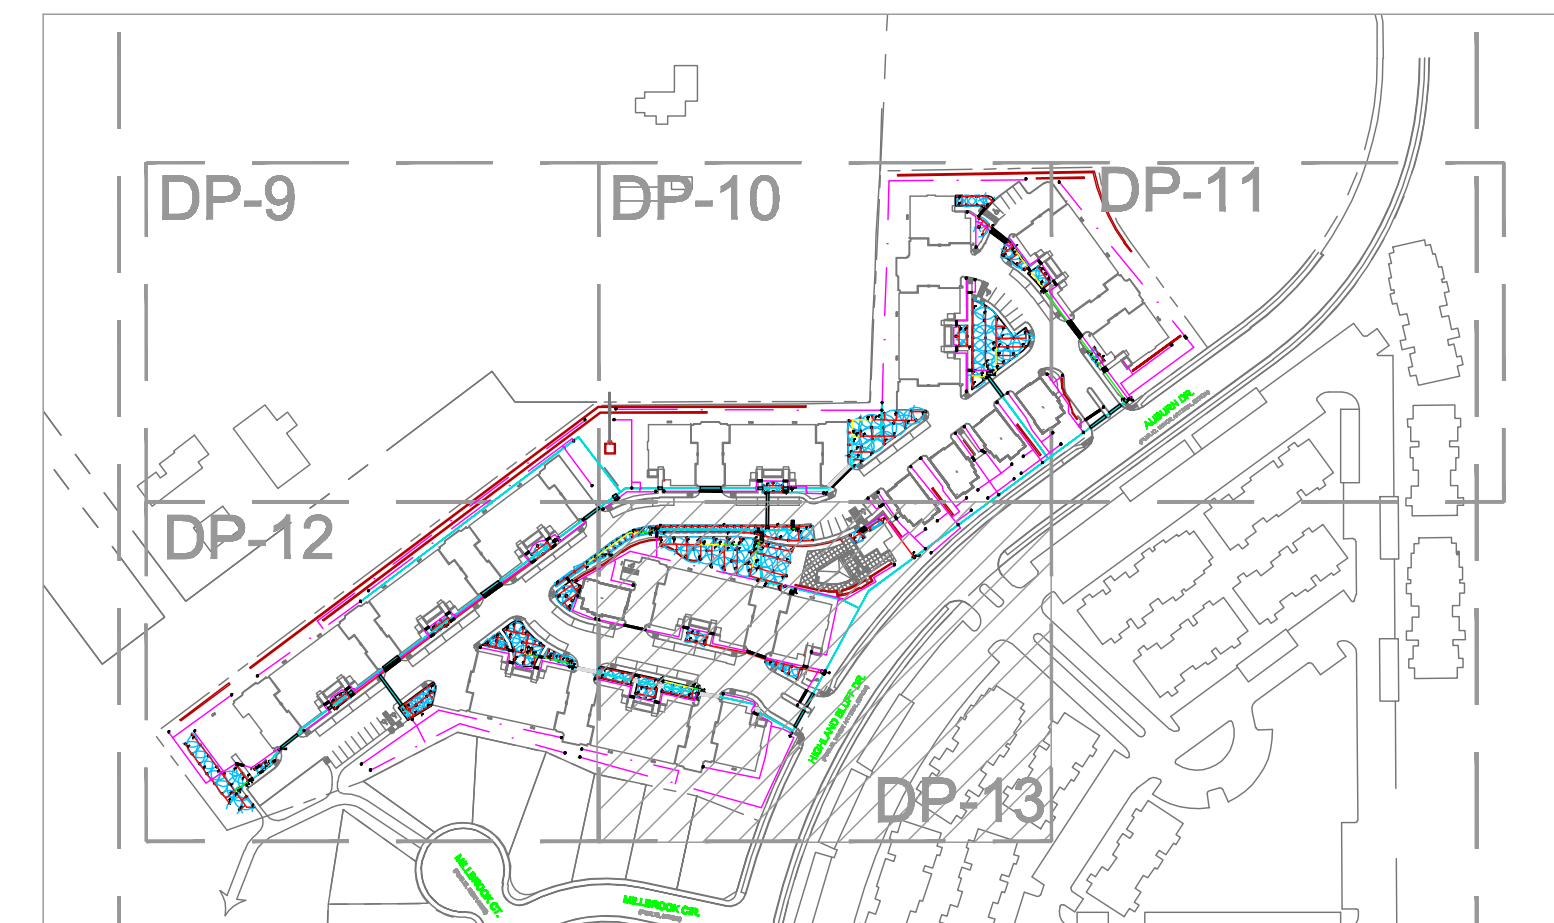 DP-9
DP-10
DP-11
AUBURN DR.
DP-12
HIGHLAND BLUFF DR.
DP-13
MILLBROOK CT.
MILLBROOK CIR.